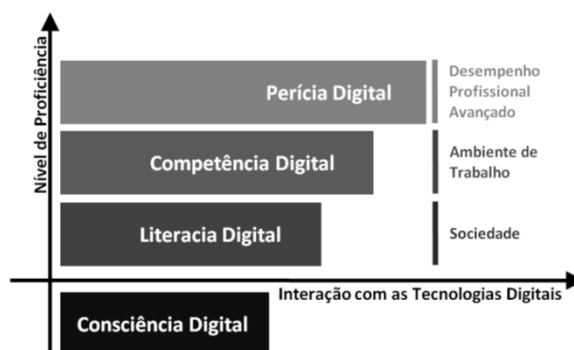 Nível de Proficiência
Perícia Digital
Desempenho
Profissional
Avançado
Competência Digital
Ambiente de
Trabalho
Literacia Digital
Sociedade
Interação com as Tecnologias Digitais
Consciência Digital